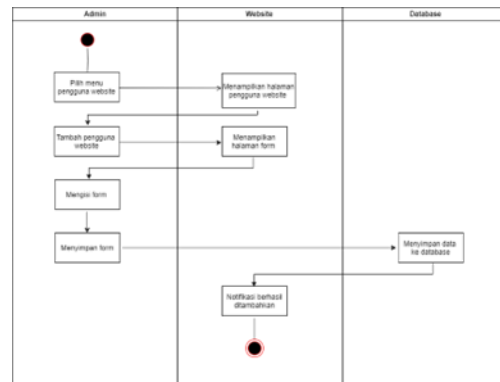 Admin
Website
Database
Pilih menu
pengguna website
Menampilkan halaman
pengguna website
Tambah pengguna
website
Menampilkan
halaman form
Mengisi form
Menyimpan form
Menyimpan data
ke database
Notifikasi berhasil
ditambahkan